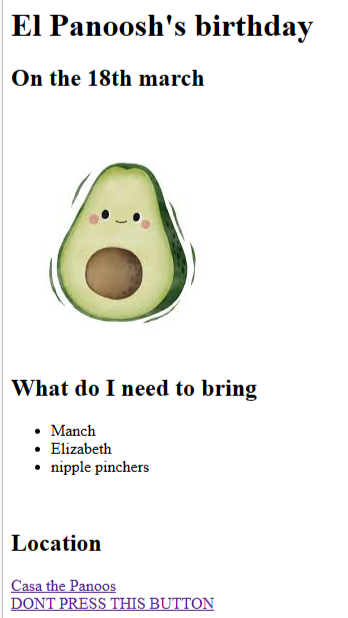 El Panoosh's birthday
On the 18th march
What do I need to bring
Manch
Elizabeth
nipple pinchers
Location
Casa the Panoos
DONT PRESS THIS BUTTON